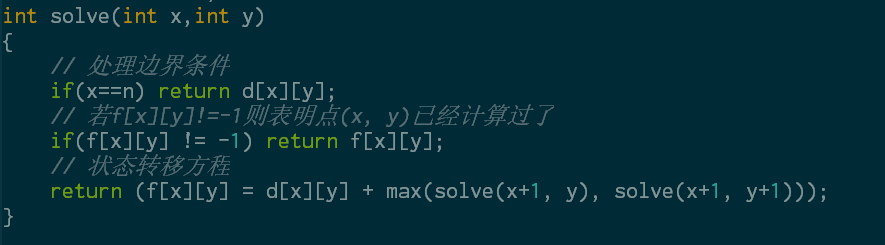 int solve(int x,int y)
{
    // 处理边界条件
    if(x==n) return d[x][y];
    // 若f[x][y]!=-1则表明点(x, y)已经计算过了
    if(f[x][y] != -1) return f[x][y];
    // 状态转移方程
    return (f[x][y] = d[x][y] + max(solve(x+1, y), solve(x+1, y+1)));
}